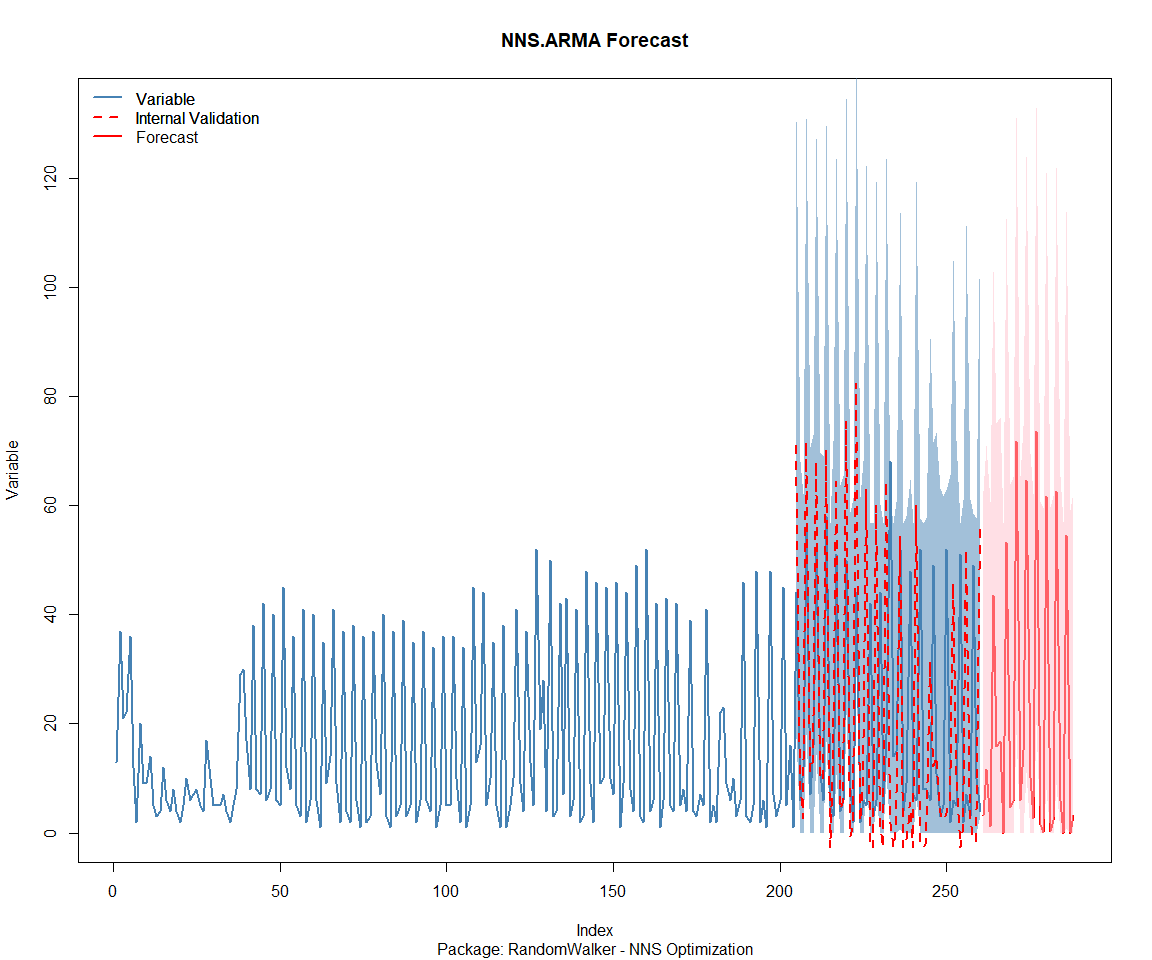 NNS.ARMA Forecast
Variable
Internal Validation
Forecast
120
100
80
60
40
20
0
Variable
0 50 100 150 200 250
Index
Package: RandomWalker - NNS Optimization